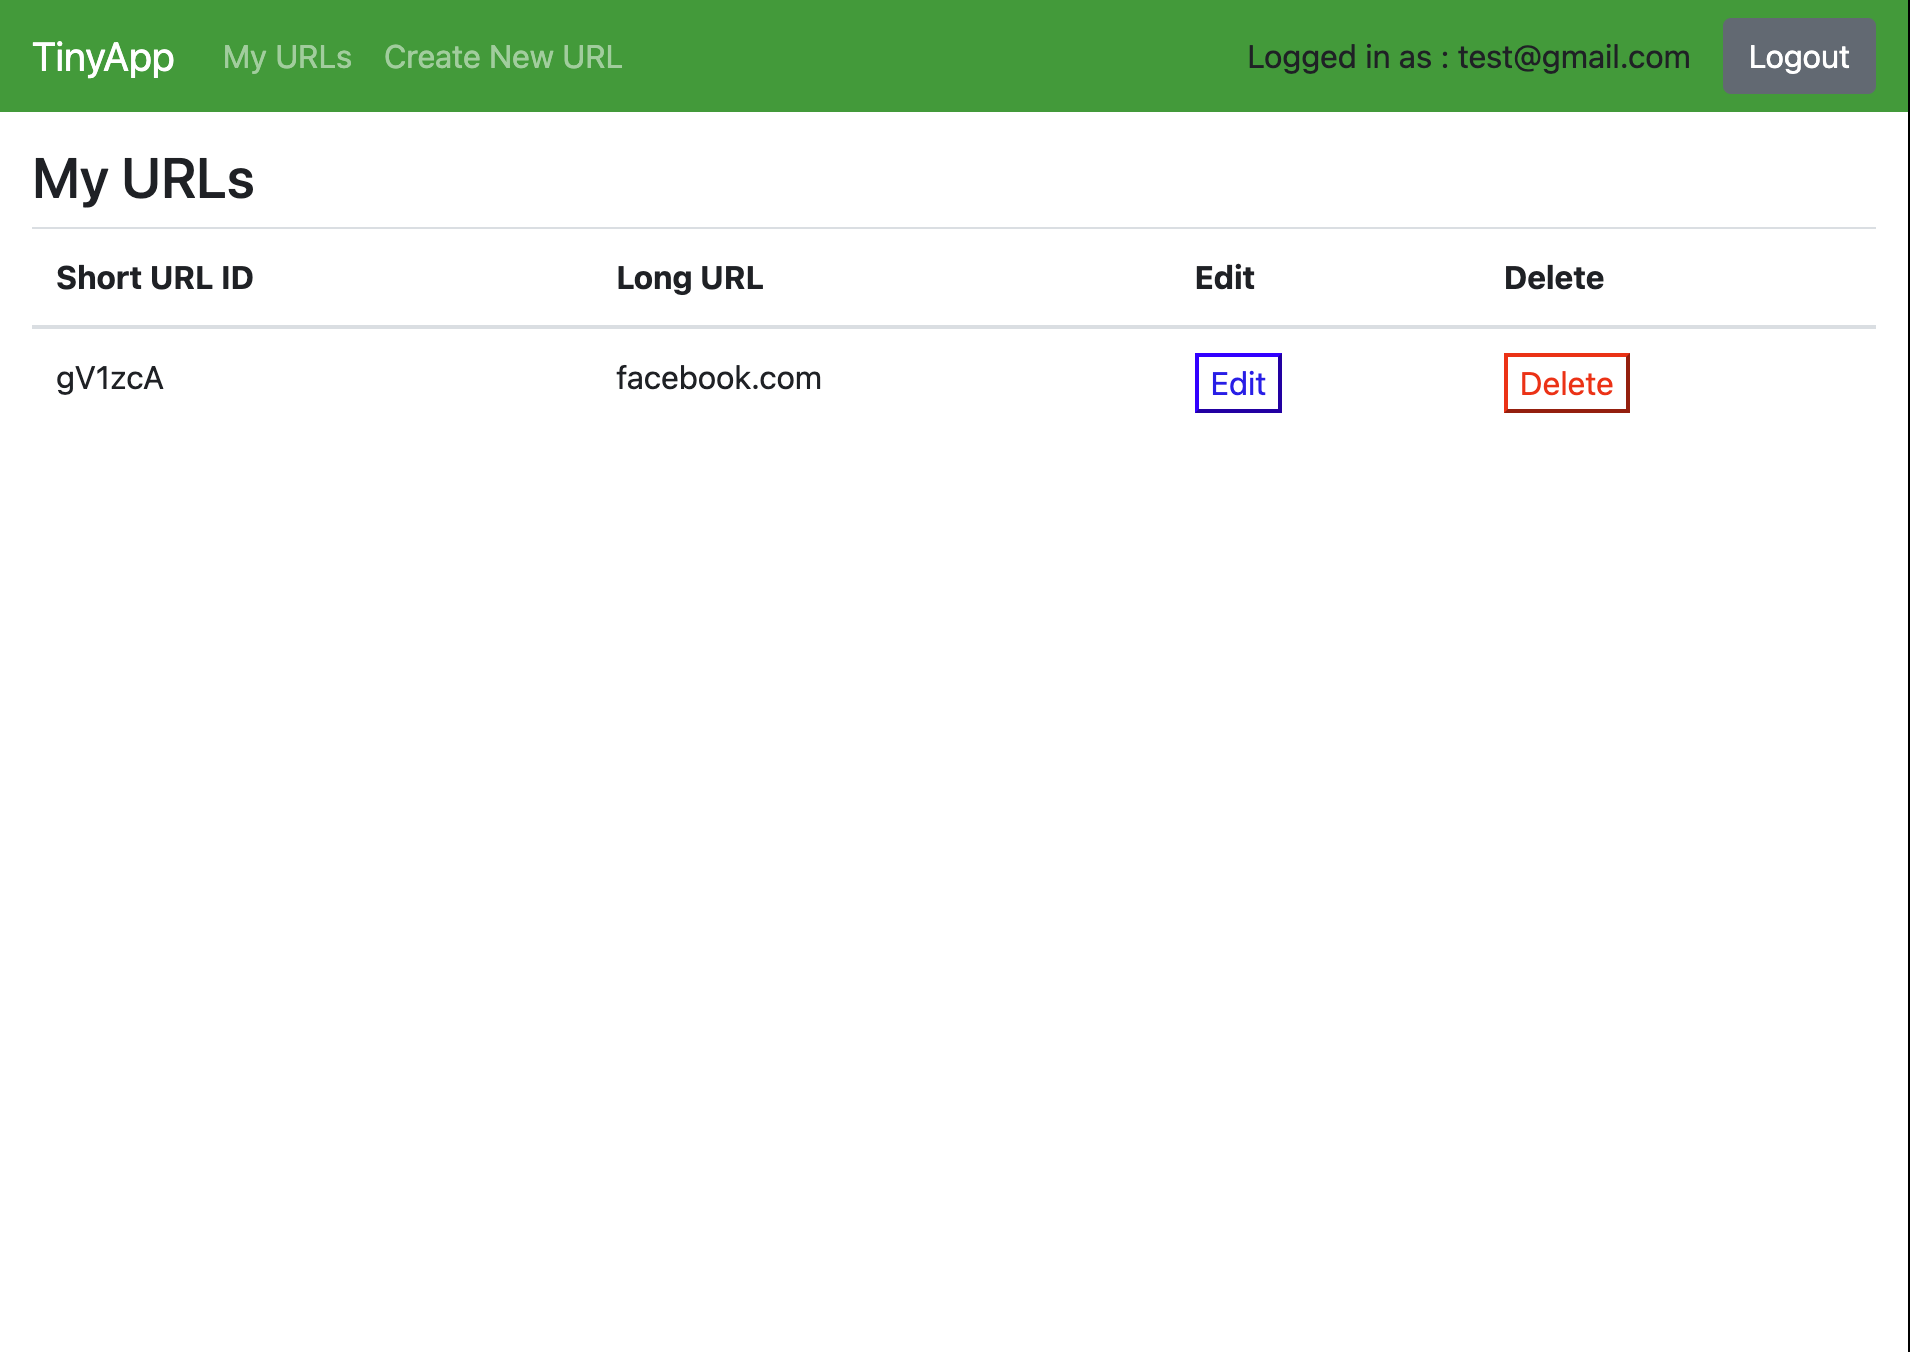 TinyApp My URLs Create New URL Logged in as : test@gmail.com Logout
My URLs
Short URL ID Long URL Edit Delete
gV1zcA facebook.com Edit Delete